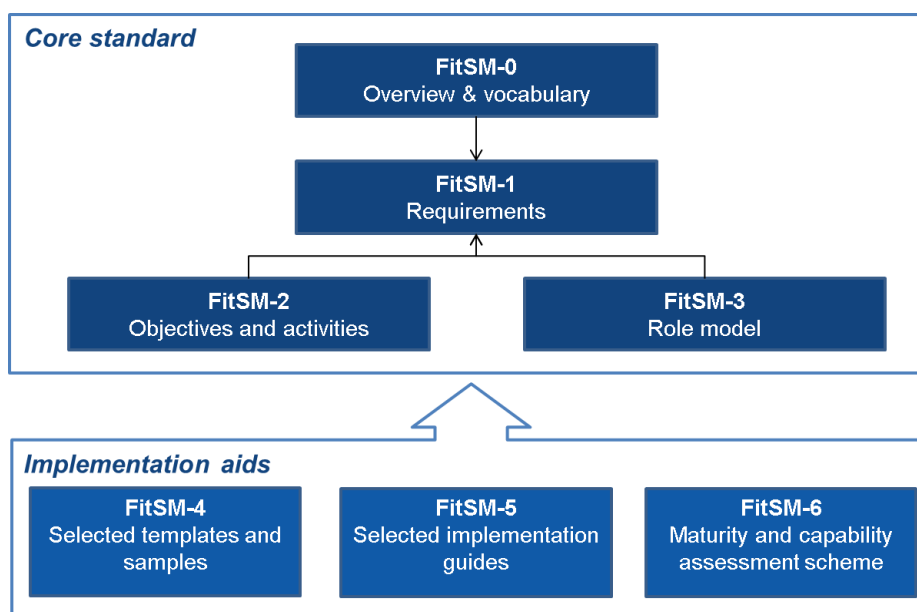 Core standard
FitSM-0
Overview & vocabulary
FitSM-1
Requirements
FitSM-2
Objectives and activities
FitSM-3
Role model
Implementation aids
FitSM-4
Selected templates and
samples
FitSM-5
Selected implementation
guides
FitSM-6
Maturity and capability
assessment scheme